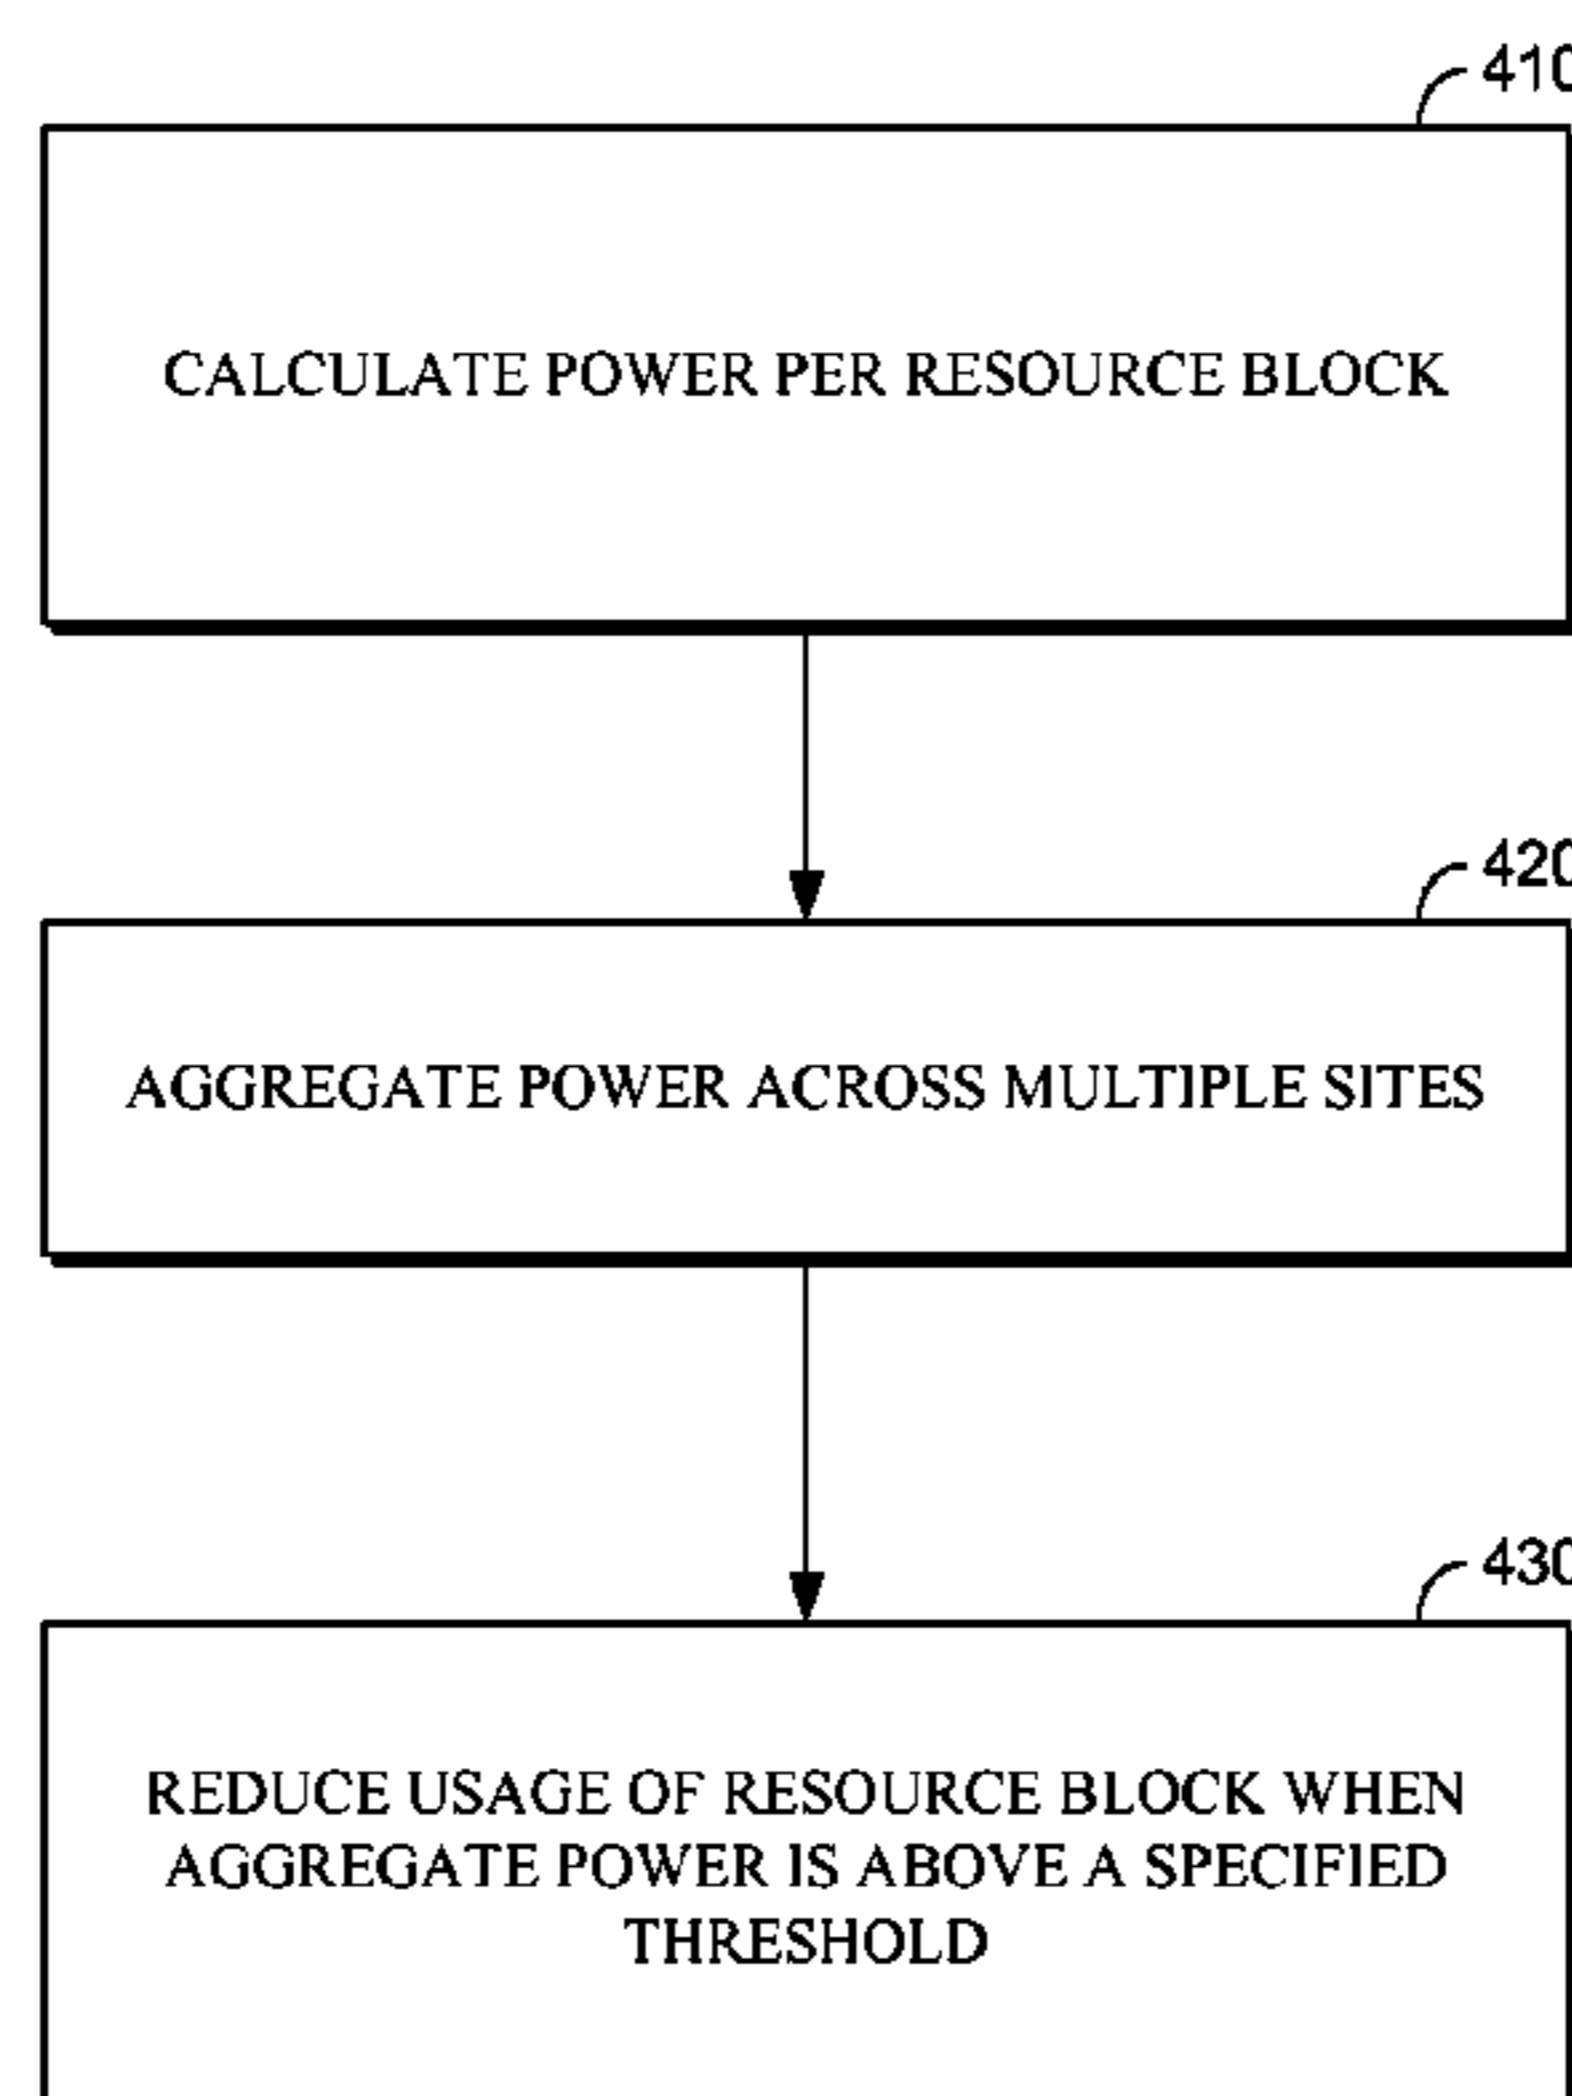 410
CALCULATE POWER PER RESOURCE BLOCK
420
AGGREGATE POWER ACROSS MULTIPLE SITES
430
REDUCE USAGE OF RESOURCE BLOCK WHEN
AGGREGATE POWER IS ABOVE A SPECIFIED
THRESHOLD